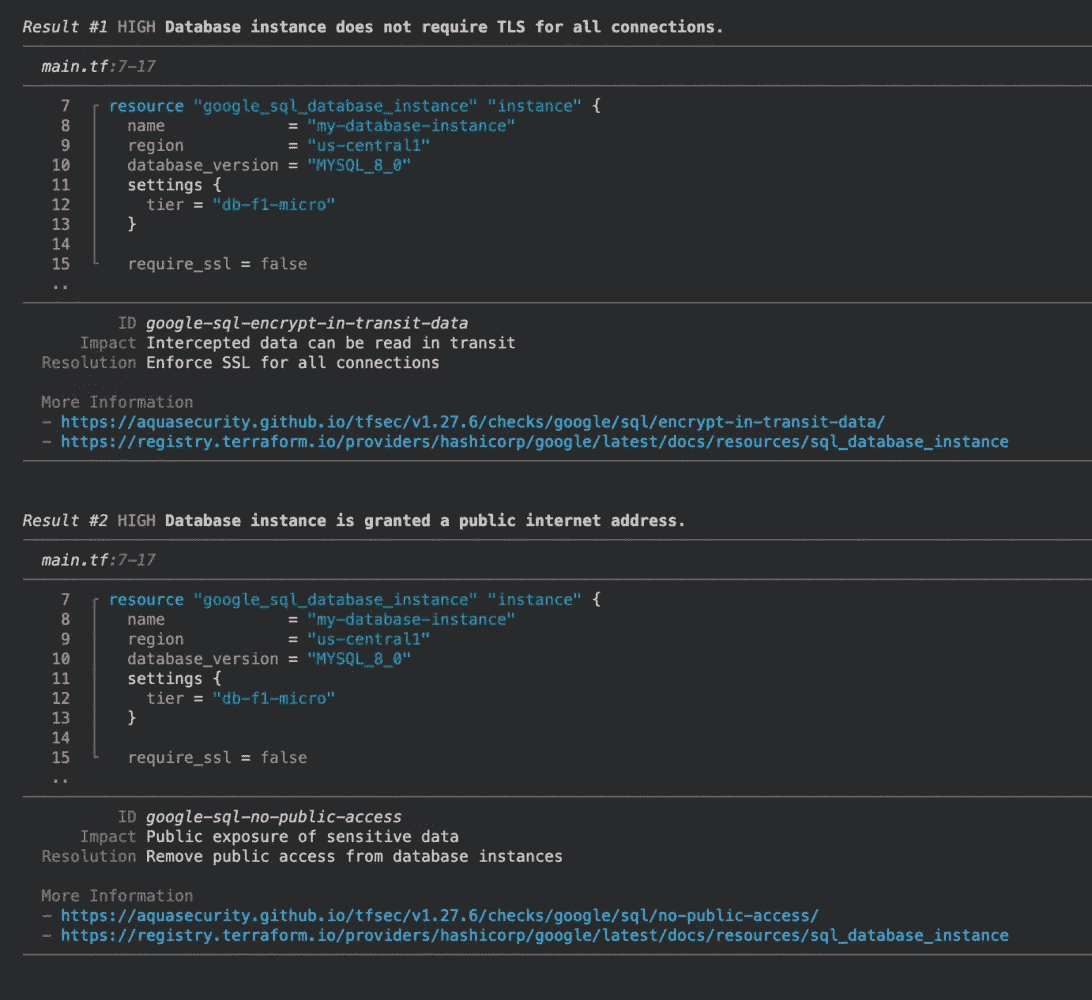 Result #1 HIGH Database instance does not require TLS for all connections.
main.tf:7-17
7 resource "google_sql_database_instance" "instance" {
8 name = "my-database-instance"
9 region = "us-central1"
10 database_version = "MYSQL_8_0"
11 settings {
12 tier = "db-f1-micro"
13 }
14
15 require_ssl = false
..
ID google-sql-encrypt-in-transit-data
Impact Intercepted data can be read in transit
Resolution Enforce SSL for all connections
More Information
- https://aquasecurity.github.io/tfsec/v1.27.6/checks/google/sql/encrypt-in-transit-data/
- https://registry.terraform.io/providers/hashicorp/google/latest/docs/resources/sql_database_instance
Result #2 HIGH Database instance is granted a public internet address.
main.tf:7-17
7 resource "google_sql_database_instance" "instance" {
8 name = "my-database-instance"
9 region = "us-central1"
10 database_version = "MYSQL_8_0"
11 settings {
12 tier = "db-f1-micro"
13 }
14
15 require_ssl = false
..
ID google-sql-no-public-access
Impact Public exposure of sensitive data
Resolution Remove public access from database instances
More Information
- https://aquasecurity.github.io/tfsec/v1.27.6/checks/google/sql/no-public-access/
- https://registry.terraform.io/providers/hashicorp/google/latest/docs/resources/sql_database_instance